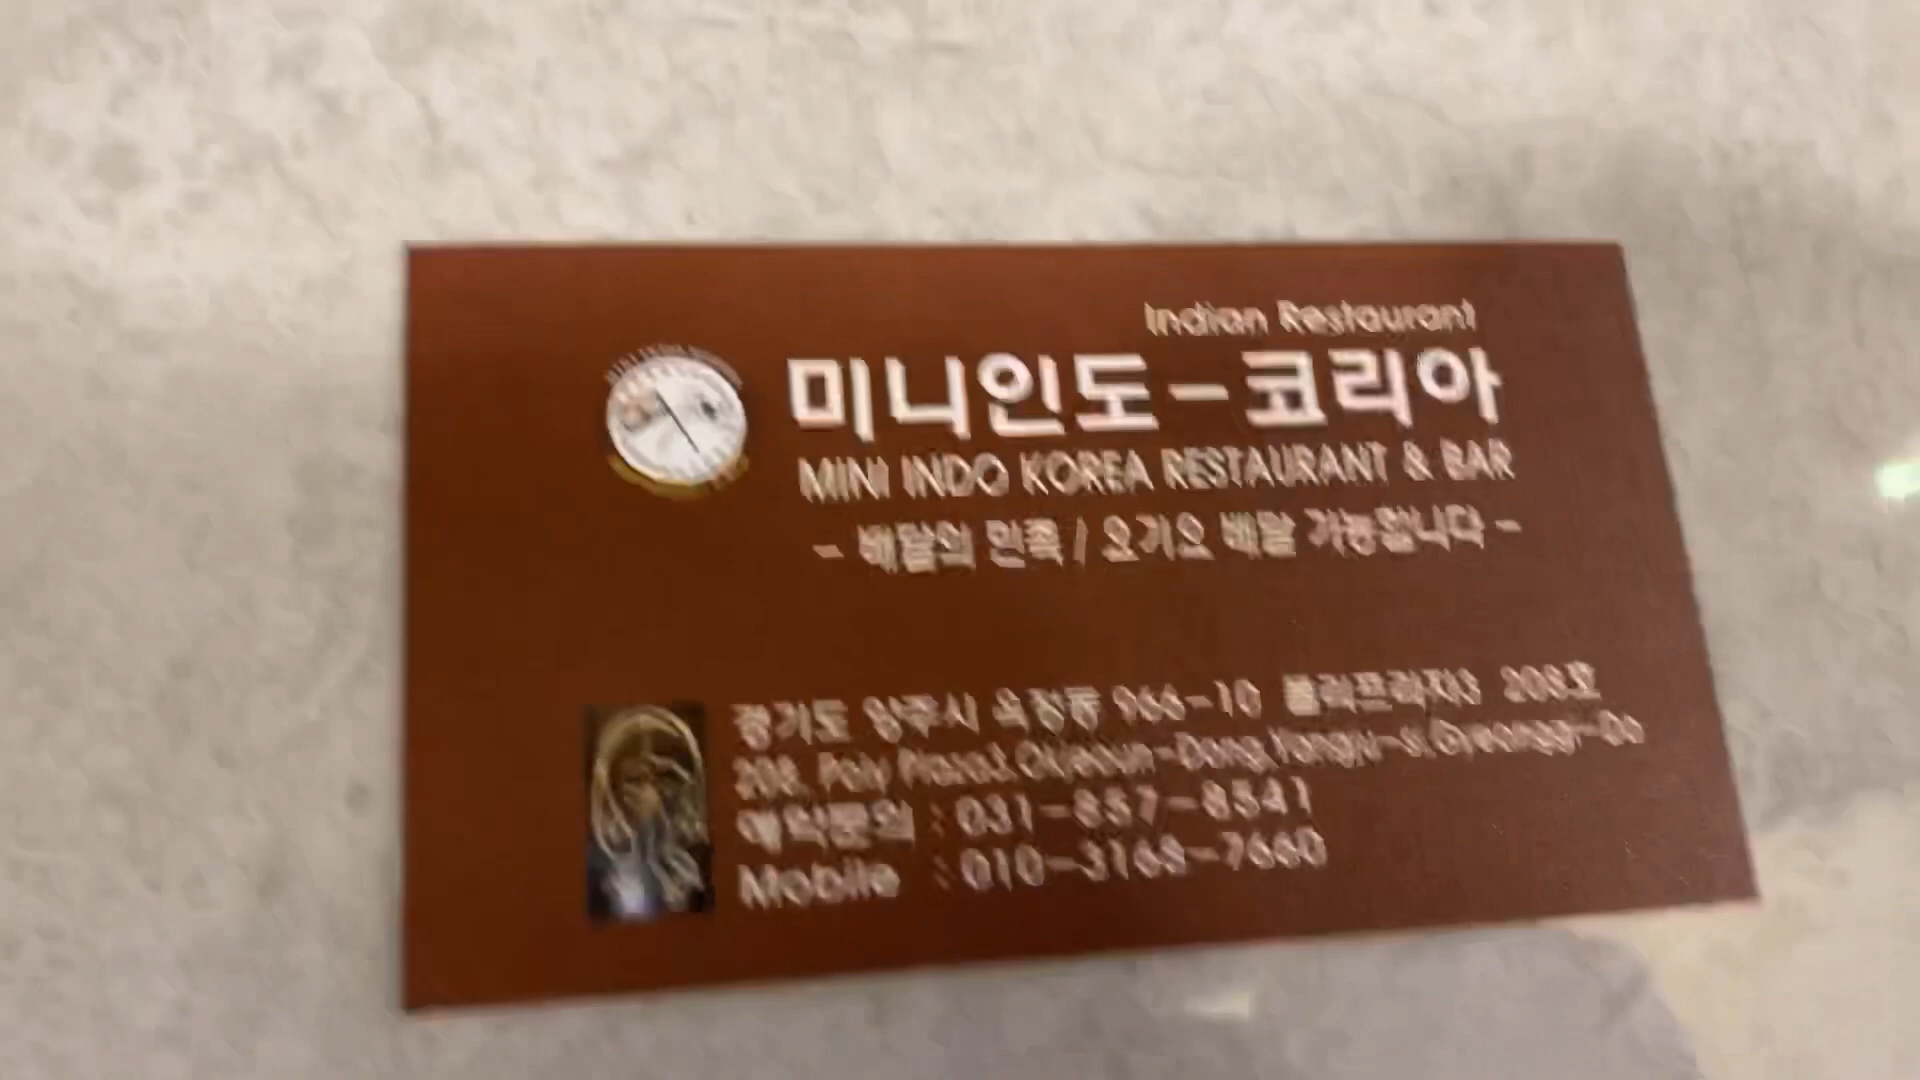 Indian Restaurant
미니인도-코리아
MINI INDO KOREA RESTAURANT & BAR
- 배달의 민족 / 요기요 배달 가능합니다 -
경기도 양주시 옥정동 966-10 폴리프라자3 208호
208, Poly Plaza3, Okjeoun-Dong, Yangju-si, Gyeonggi-Do
예약문의 : 031-857-8541
Mobile : 010-3168-7660